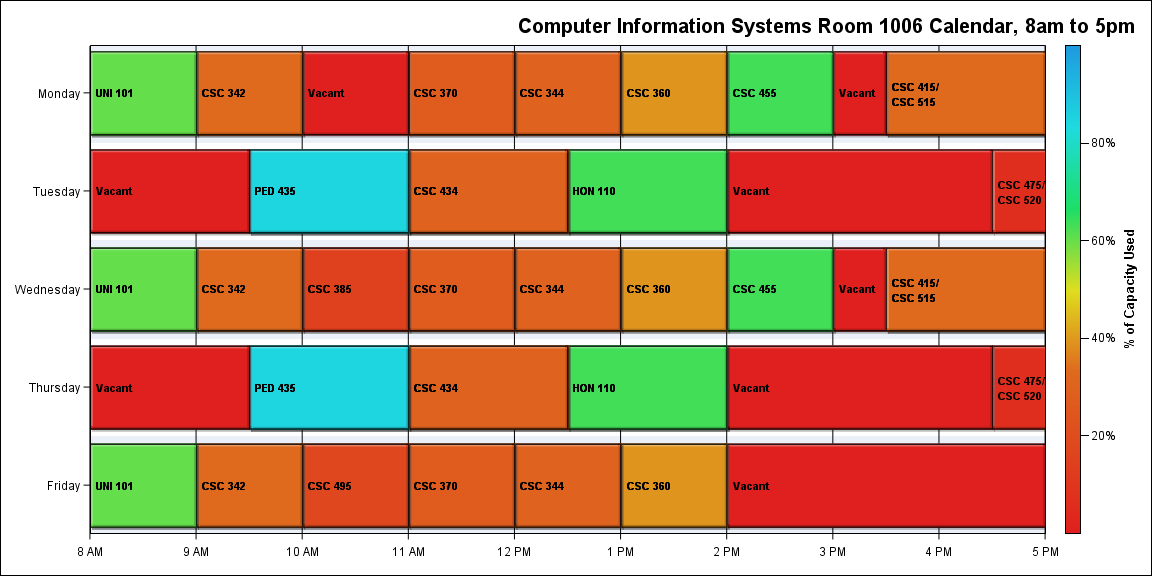 Computer Information Systems Room 1006 Calendar, 8am to 5pm
Monday
UNI 101
CSC 342
Vacant
CSC 370
CSC 344
CSC 360
CSC 455
Vacant
CSC 415/
CSC 515
Tuesday
Vacant
PED 435
CSC 434
HON 110
Vacant
CSC 475/
CSC 520
Wednesday
UNI 101
CSC 342
CSC 385
CSC 370
CSC 344
CSC 360
CSC 455
Vacant
CSC 415/
CSC 515
Thursday
Vacant
PED 435
CSC 434
HON 110
Vacant
CSC 475/
CSC 520
Friday
UNI 101
CSC 342
CSC 495
CSC 370
CSC 344
CSC 360
Vacant
8 AM
9 AM
10 AM
11 AM
12 PM
1 PM
2 PM
3 PM
4 PM
5 PM
80%
60%
40%
20%
% of Capacity Used